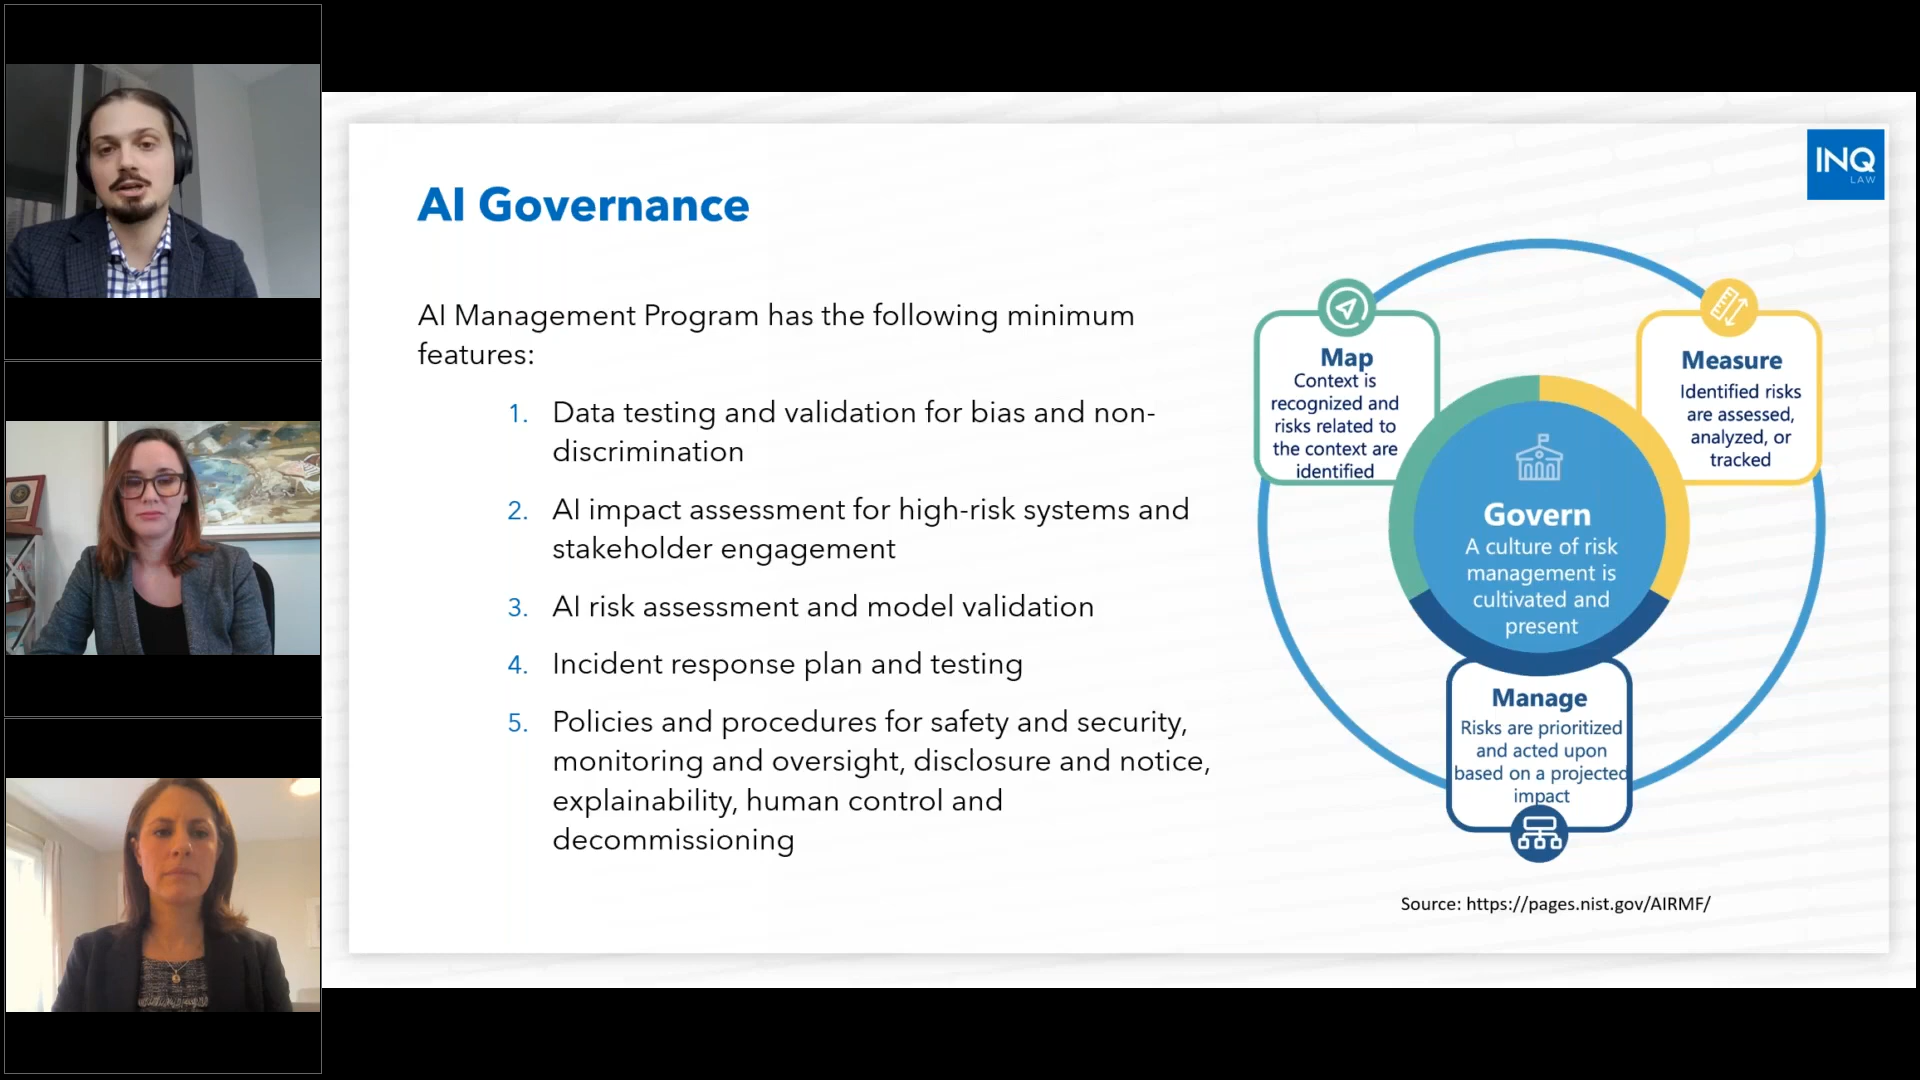 INQ
LAW
AI Governance
AI Management Program has the following minimum
features:
1. Data testing and validation for bias and non-
discrimination
2. AI impact assessment for high-risk systems and
stakeholder engagement
3. AI risk assessment and model validation
4. Incident response plan and testing
5. Policies and procedures for safety and security,
monitoring and oversight, disclosure and notice,
explainability, human control and
decommissioning
Map
Context is
recognized and
risks related to
the context are
identified
Measure
Identified risks
are assessed,
analyzed, or
tracked
Govern
A culture of risk
management is
cultivated and
present
Manage
Risks are prioritized
and acted upon
based on a projected
impact
Source: https://pages.nist.gov/AIRMF/